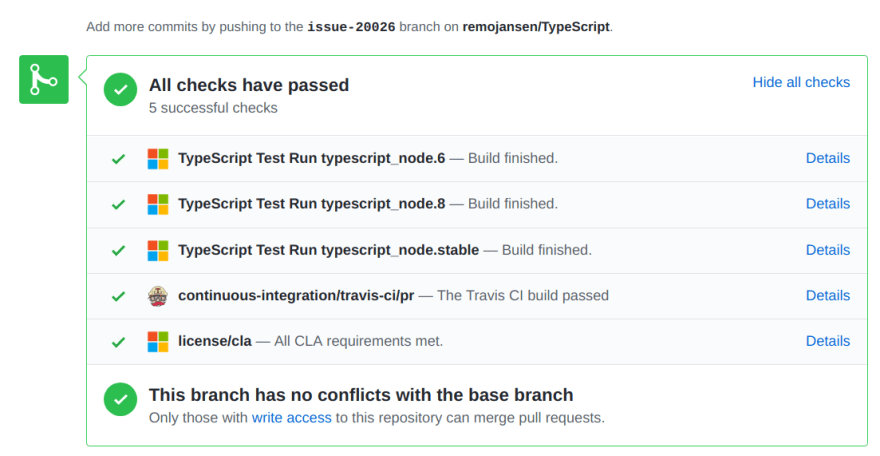 Add more commits by pushing to the issue-20026 branch on remojansen/TypeScript.
All checks have passed
Hide all checks
5 successful checks
TypeScript Test Run typescript_node.6 — Build finished. Details
TypeScript Test Run typescript_node.8 — Build finished. Details
TypeScript Test Run typescript_node.stable — Build finished. Details
continuous-integration/travis-ci/pr — The Travis CI build passed Details
license/cla — All CLA requirements met. Details
This branch has no conflicts with the base branch
Only those with write access to this repository can merge pull requests.